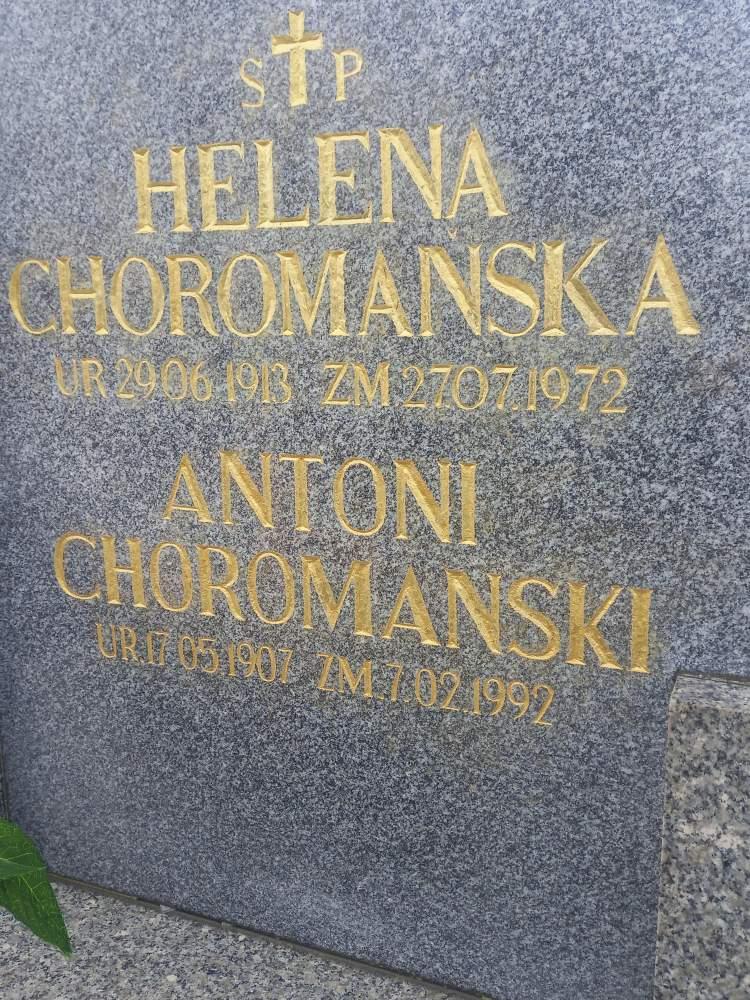 S † P
HELENA
CHOROMAŃSKA
UR 29 06 1913 ZM 27 07.1972
ANTONI
CHOROMAŃSKI
UR.17 05 1907 ZM.7.02.1992